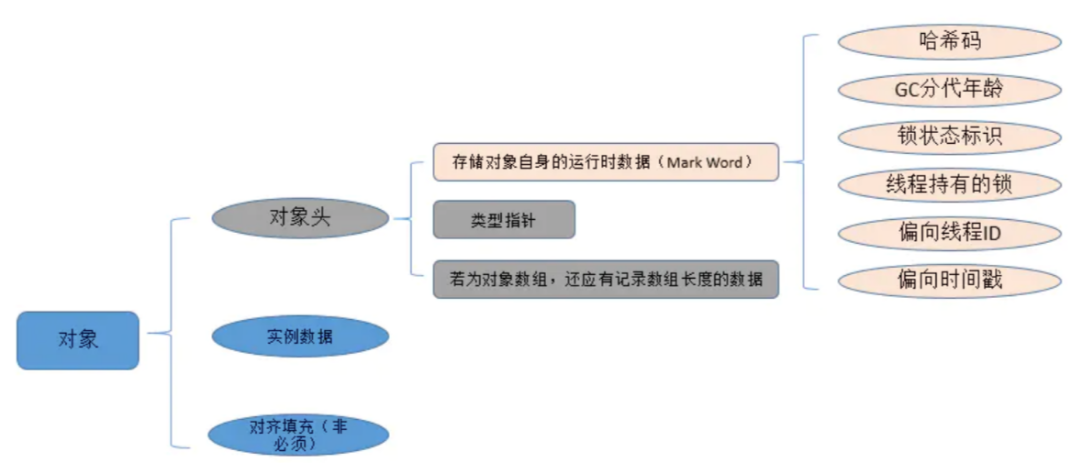 哈希码
GC分代年龄
锁状态标识
存储对象自身的运行时数据（Mark Word）
线程持有的锁
对象头
类型指针
偏向线程ID
若为对象数组，还应有记录数组长度的数据
偏向时间戳
对象
实例数据
对齐填充（非
必须）